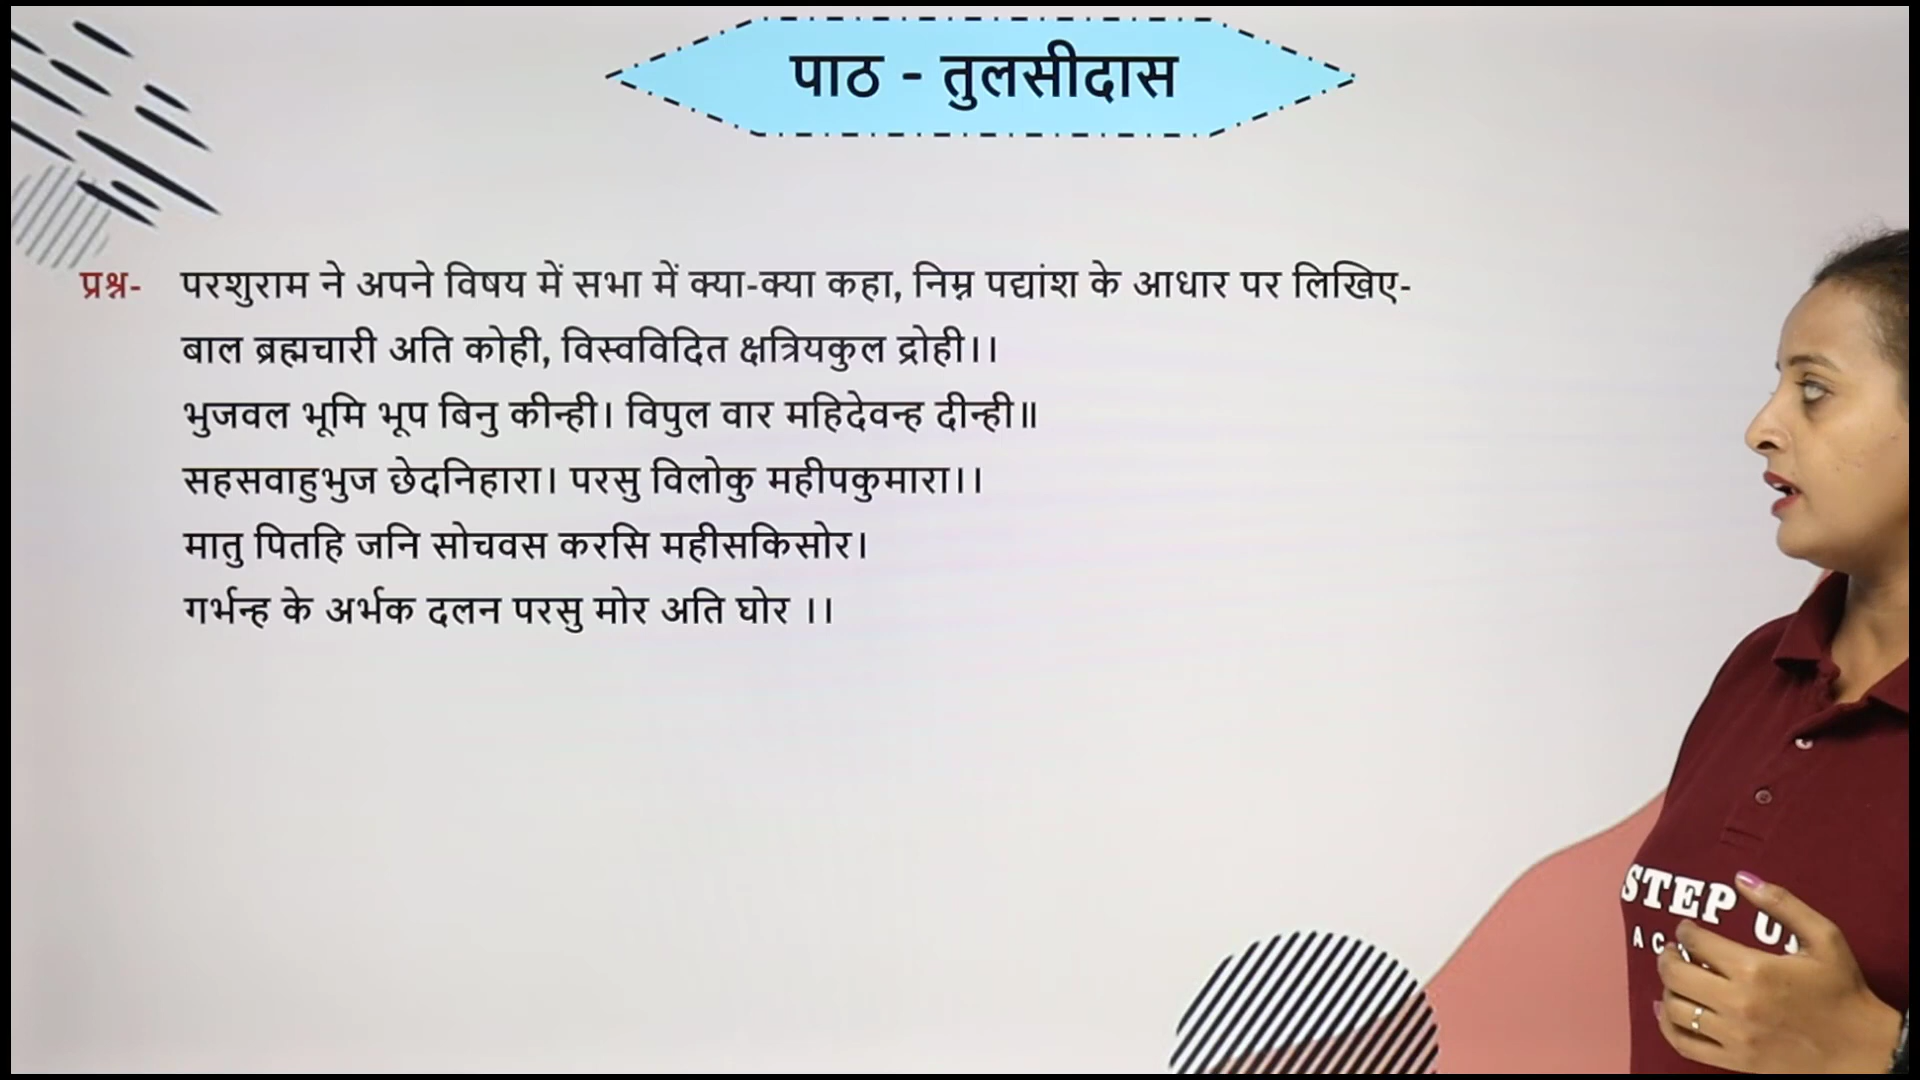 पाठ - तुलसीदास
प्रश्न- परशुराम ने अपने विषय में सभा में क्या-क्या कहा, निम्न पद्यांश के आधार पर लिखिए-
बाल ब्रह्मचारी अति कोही, विस्वविदित क्षत्रियकुल द्रोही।।
भुजवल भूमि भूप बिनु कीन्ही। विपुल वार महिदेवन्ह दीन्ही॥
सहसवाहुभुज छेदनिहारा। परसु विलोकु महीपकुमारा।।
मातु पितहि जनि सोचवस करसि महीसकिसोर।
गर्भन्ह के अर्भक दलन परसु मोर अति घोर ।।
STEP